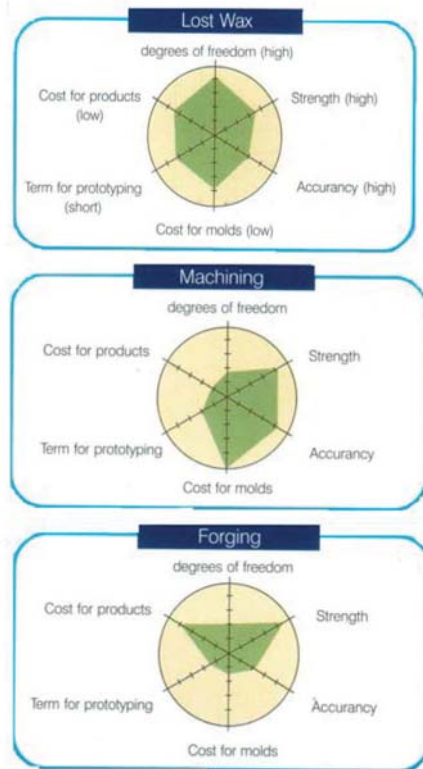 Lost Wax
degrees of freedom (high)
Cost for products
(low)
Strength (high)
Term for prototyping
(short)
Accurancy (high)
Cost for molds (low)
Machining
degrees of freedom
Cost for products
Strength
Term for prototyping
Accurancy
Cost for molds
Forging
degrees of freedom
Cost for products
Strength
Term for prototyping
Accurancy
Cost for molds